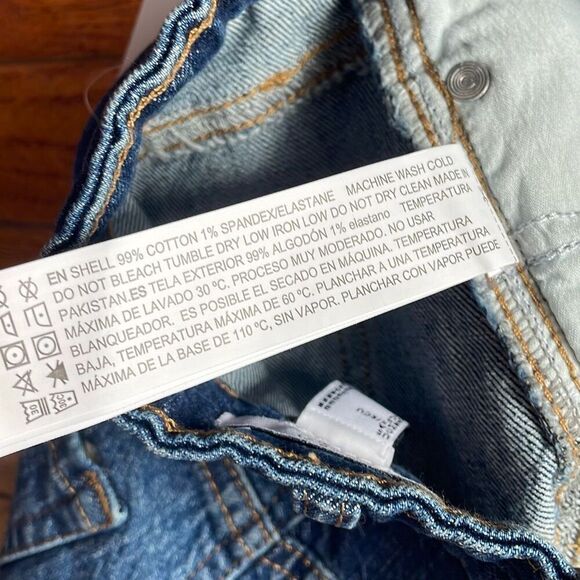 EN SHELL 99% COTTON 1% SPANDEX/ELASTANE MACHINE WASH COLD
DO NOT BLEACH TUMBLE DRY LOW IRON LOW DO NOT DRY CLEAN MADE IN
PAKISTAN.ES TELA EXTERIOR 99% ALGODÓN 1% elastano TEMPERATURA
MÁXIMA DE LAVADO 30 ºC. PROCESO MUY MODERADO. NO USAR
BLANQUEADOR. ES POSIBLE EL SECADO EN MÁQUINA. TEMPERATURA
BAJA, TEMPERATURA MÁXIMA DE 60 ºC. PLANCHAR A UNA TEMPERATURA
MÁXIMA DE LA BASE DE 110 ºC, SIN VAPOR. PLANCHAR CON VAPOR PUEDE